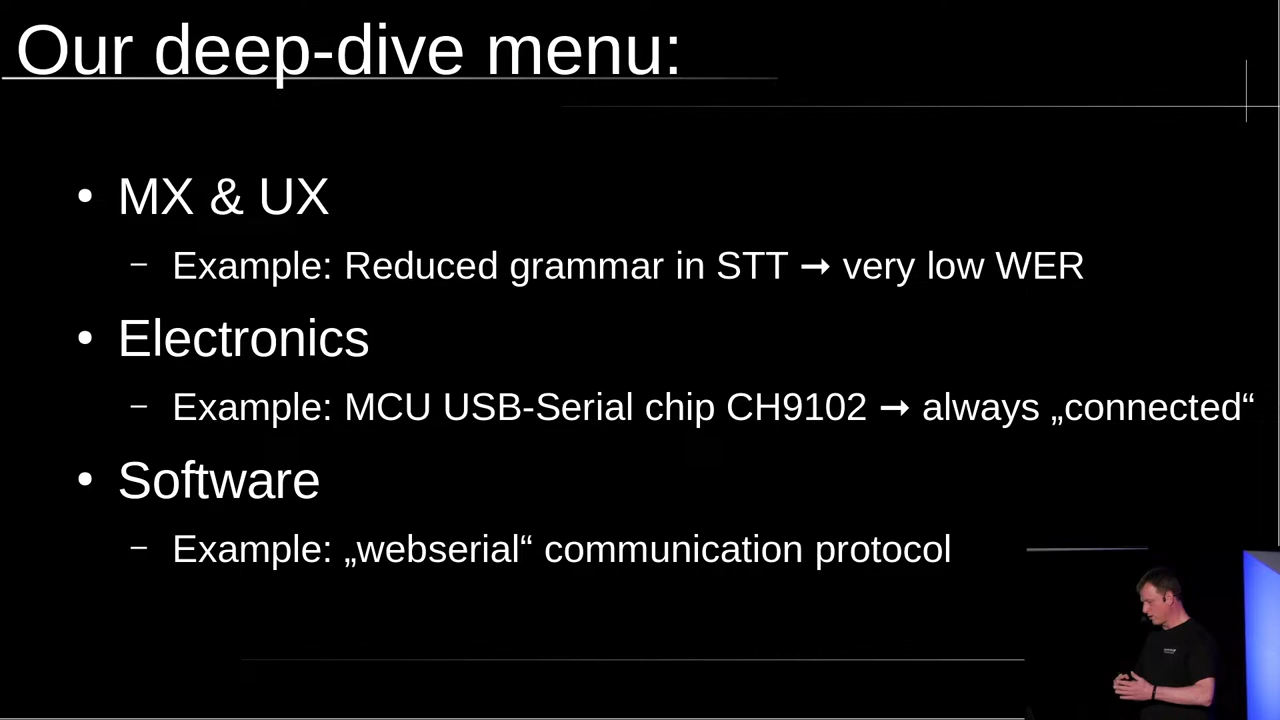 Our deep-dive menu:
• MX & UX
– Example: Reduced grammar in STT ➞ very low WER
• Electronics
– Example: MCU USB-Serial chip CH9102 ➞ always „connected“
• Software
– Example: „webserial“ communication protocol